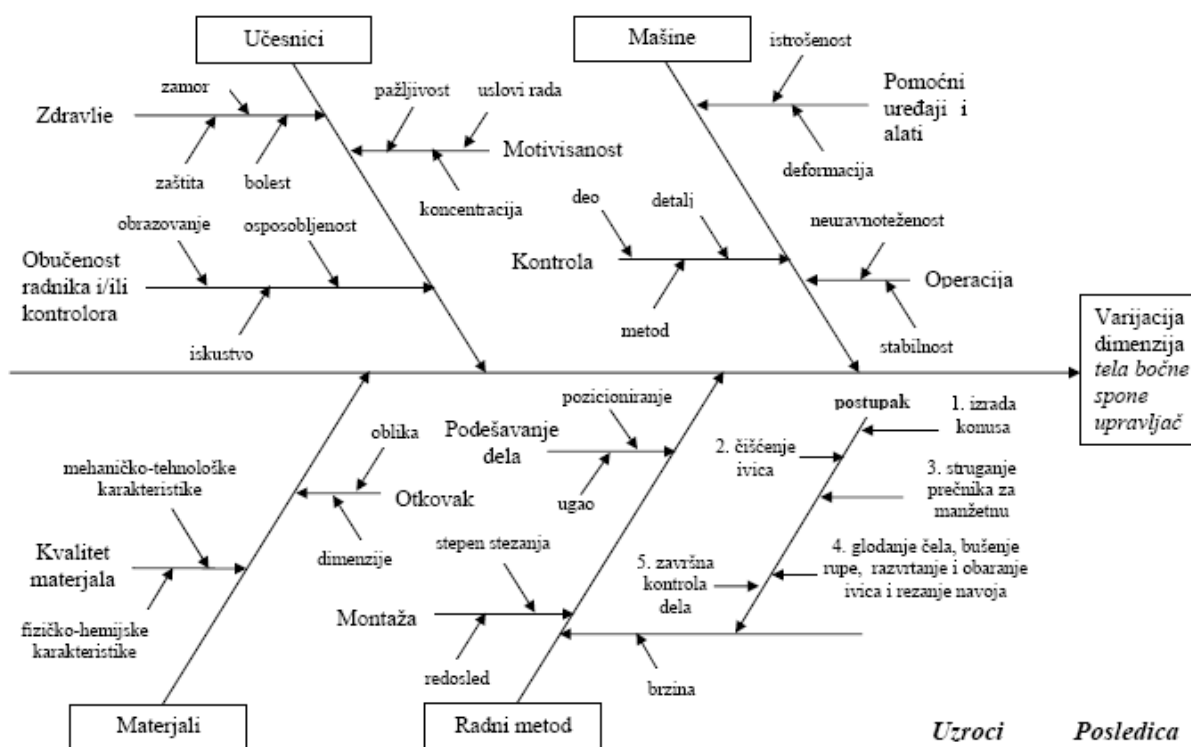 Učesnici
Mašine
zamor
Zdravlie
zaštita
bolest
pažljivost
uslovi rada
Motivisanost
koncentracija
istrošenost
Pomoćni
uređaji i
alati
deformacija
obrazovanje
osposobljenost
Obučenost
radnika i/ili
kontrolora
iskustvo
deo
detalj
Kontrola
metod
neuravnoteženost
Operacija
stabilnost
Varijacija
dimenzija
tela bočne
spone
upravljač
mehaničko-tehnološke
karakteristike
Kvalitet
materjala
fizičko-hemijske
karakteristike
oblika
Otkovak
dimenzije
pozicioniranje
Podešavanje
dela
ugao
stepen stezanja
Montaža
redosled
postupak
1. izrada
konusa
2. čišćenje
ivica
3. struganje
prečnika za
manžetnu
4. glodanje čela, bušenje
rupe, razvrtanje i obaranje
ivica i rezanje navoja
5. završna
kontrola
dela
brzina
Materjali
Radni metod
Uzroci
Posledica